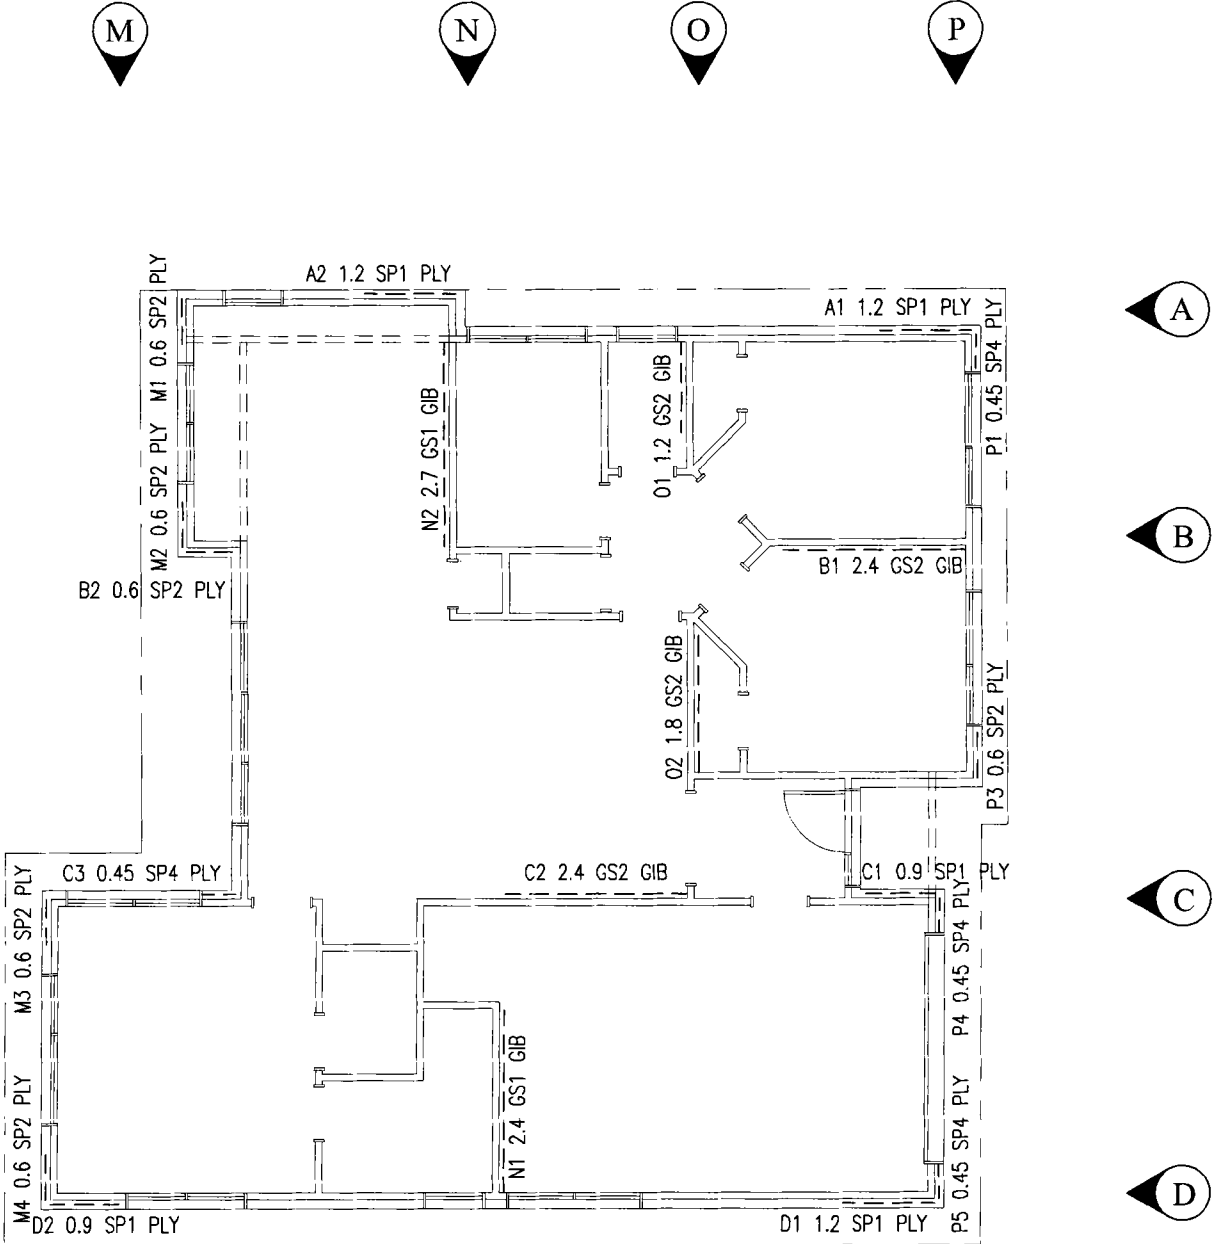 M
N
O
P
A2 1.2 SP1 PLY
A1 1.2 SP1 PLY
A
M1 0.6 SP2 PLY
P1 0.45 SP4 PLY
O1 1.2 GS2 GIB
N2 2.7 GS1 GIB
M2 0.6 SP2 PLY
B
B1 2.4 GS2 GIB
B2 0.6 SP2 PLY
O2 1.8 GS2 GIB
P3 0.6 SP2 PLY
C3 0.45 SP4 PLY
C2 2.4 GS2 GIB
C1 0.9 SP1 PLY
C
M3 0.6 SP2 PLY
P4 0.45 SP4 PLY
N1 2.4 GS1 GIB
M4 0.6 SP2 PLY
P5 0.45 SP4 PLY
D
D2 0.9 SP1 PLY
D1 1.2 SP1 PLY